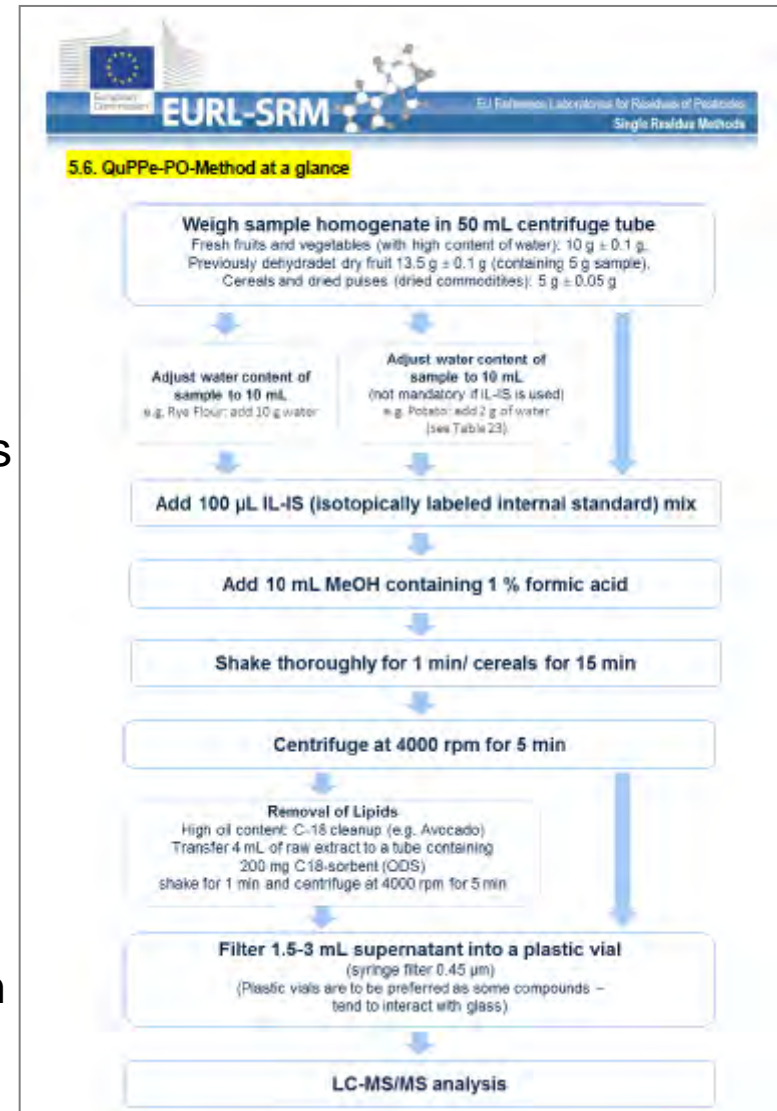 European
Commission
EURL-SRM
EU Reference Laboratories for Residues of Pesticides
Single Residue Methods
5.6. QuPPe-PO-Method at a glance
Weigh sample homogenate in 50 mL centrifuge tube
Fresh fruits and vegetables (with high content of water): 10 g ± 0.1 g,
Previously dehydradet dry fruit 13.5 g ± 0.1 g (containing 5 g sample),
Cereals and dried pulses (dried commoditites): 5 g ± 0.05 g
Adjust water content of
sample to 10 mL
e.g. Rye Flour: add 10 g water
Adjust water content of
sample to 10 mL
(not mandatory if IL-IS is used)
e.g. Potato: add 2 g of water
(see Table 23)
s
Add 100 µL IL-IS (isotopically labeled internal standard) mix
Add 10 mL MeOH containing 1 % formic acid
Shake thoroughly for 1 min/ cereals for 15 min
Centrifuge at 4000 rpm for 5 min
Removal of Lipids
High oil content: C-18 cleanup (e.g. Avocado)
Transfer 4 mL of raw extract to a tube containing
200 mg C18-sorbent (ODS)
shake for 1 min and centrifuge at 4000 rpm for 5 min
Filter 1.5-3 mL supernatant into a plastic vial
(syringe filter 0.45 µm)
(Plastic vials are to be preferred as some compounds –
tend to interact with glass)
LC-MS/MS analysis